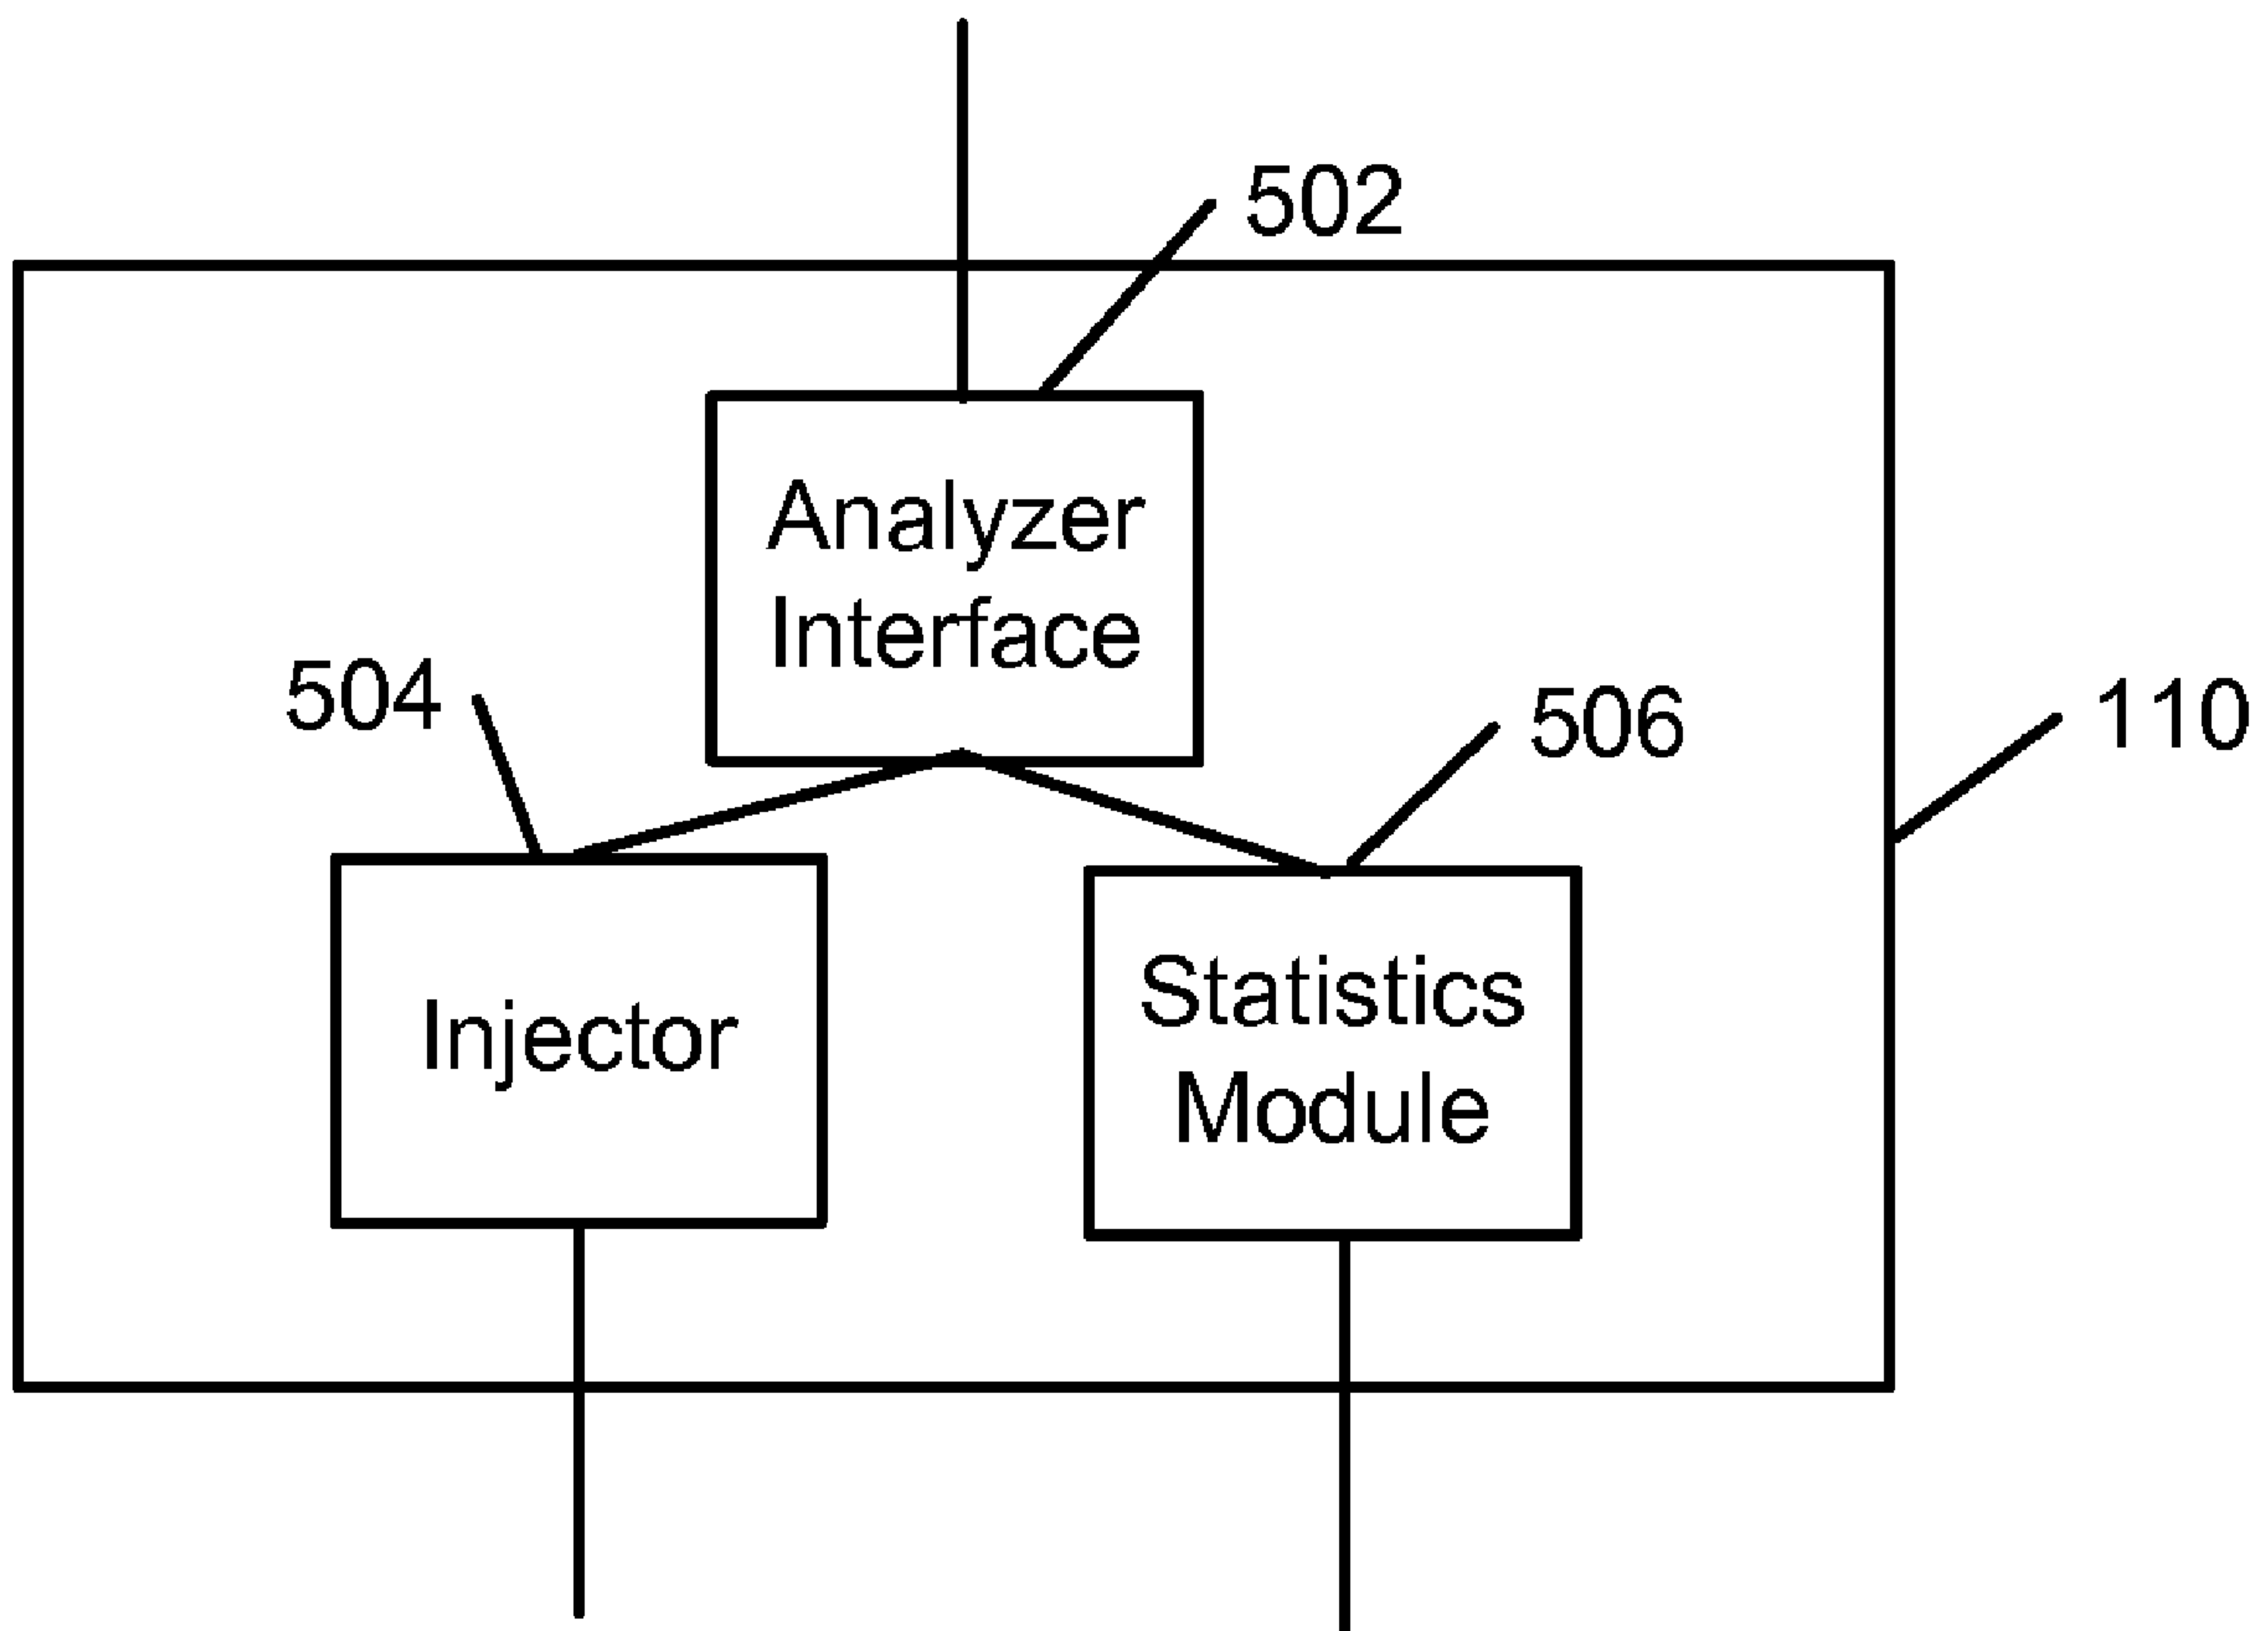 502
Analyzer
Interface
504
506
110
Injector
Statistics
Module